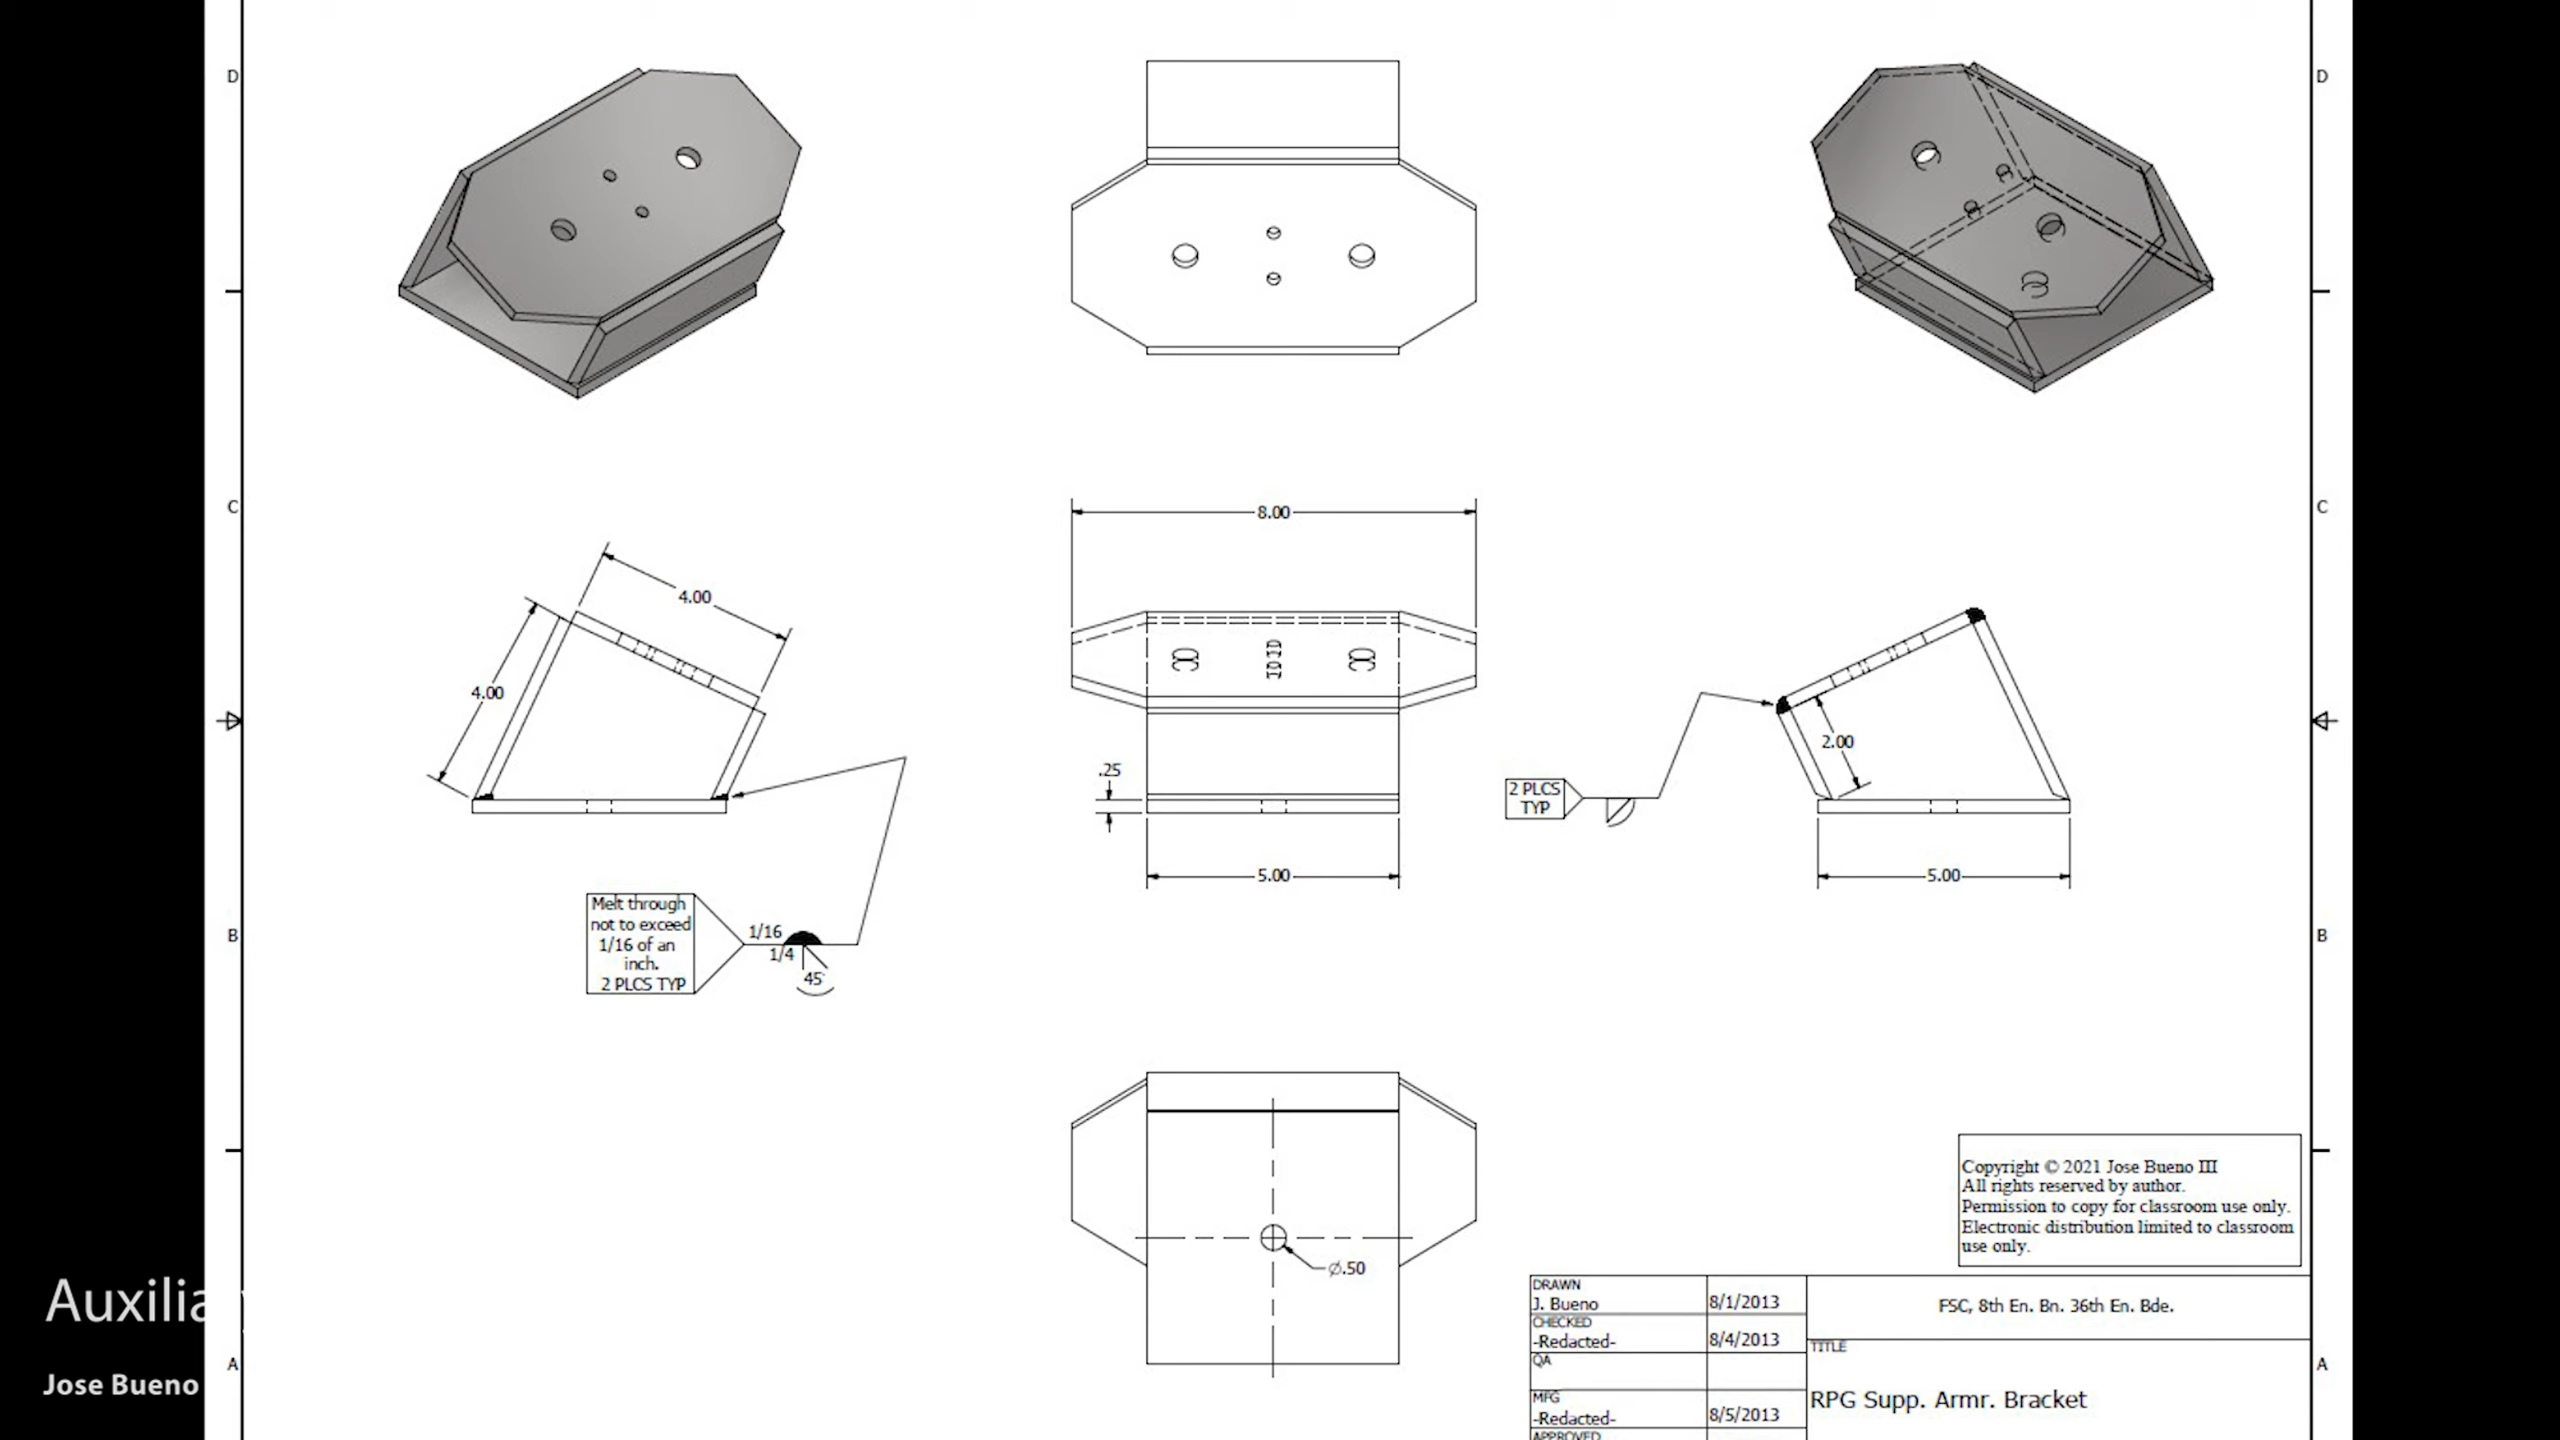 D
D
C
C
8.00
4.00
4.00
2.00
.25
2 PLCS
TYP
5.00
5.00
Melt through
not to exceed
1/16 of an
inch.
2 PLCS TYP
1/16
1/4
45°
B
B
Ø.50
Copyright © 2021 Jose Bueno III
All rights reserved by author.
Permission to copy for classroom use only.
Electronic distribution limited to classroom
use only.
DRAWN
J. Bueno
8/1/2013
FSC, 8th En. Bn. 36th En. Bde.
CHECKED
-Redacted-
8/4/2013
TITLE
QA
MFG
-Redacted-
8/5/2013
RPG Supp. Armr. Bracket
APPROVED
A
A
Jose Bueno